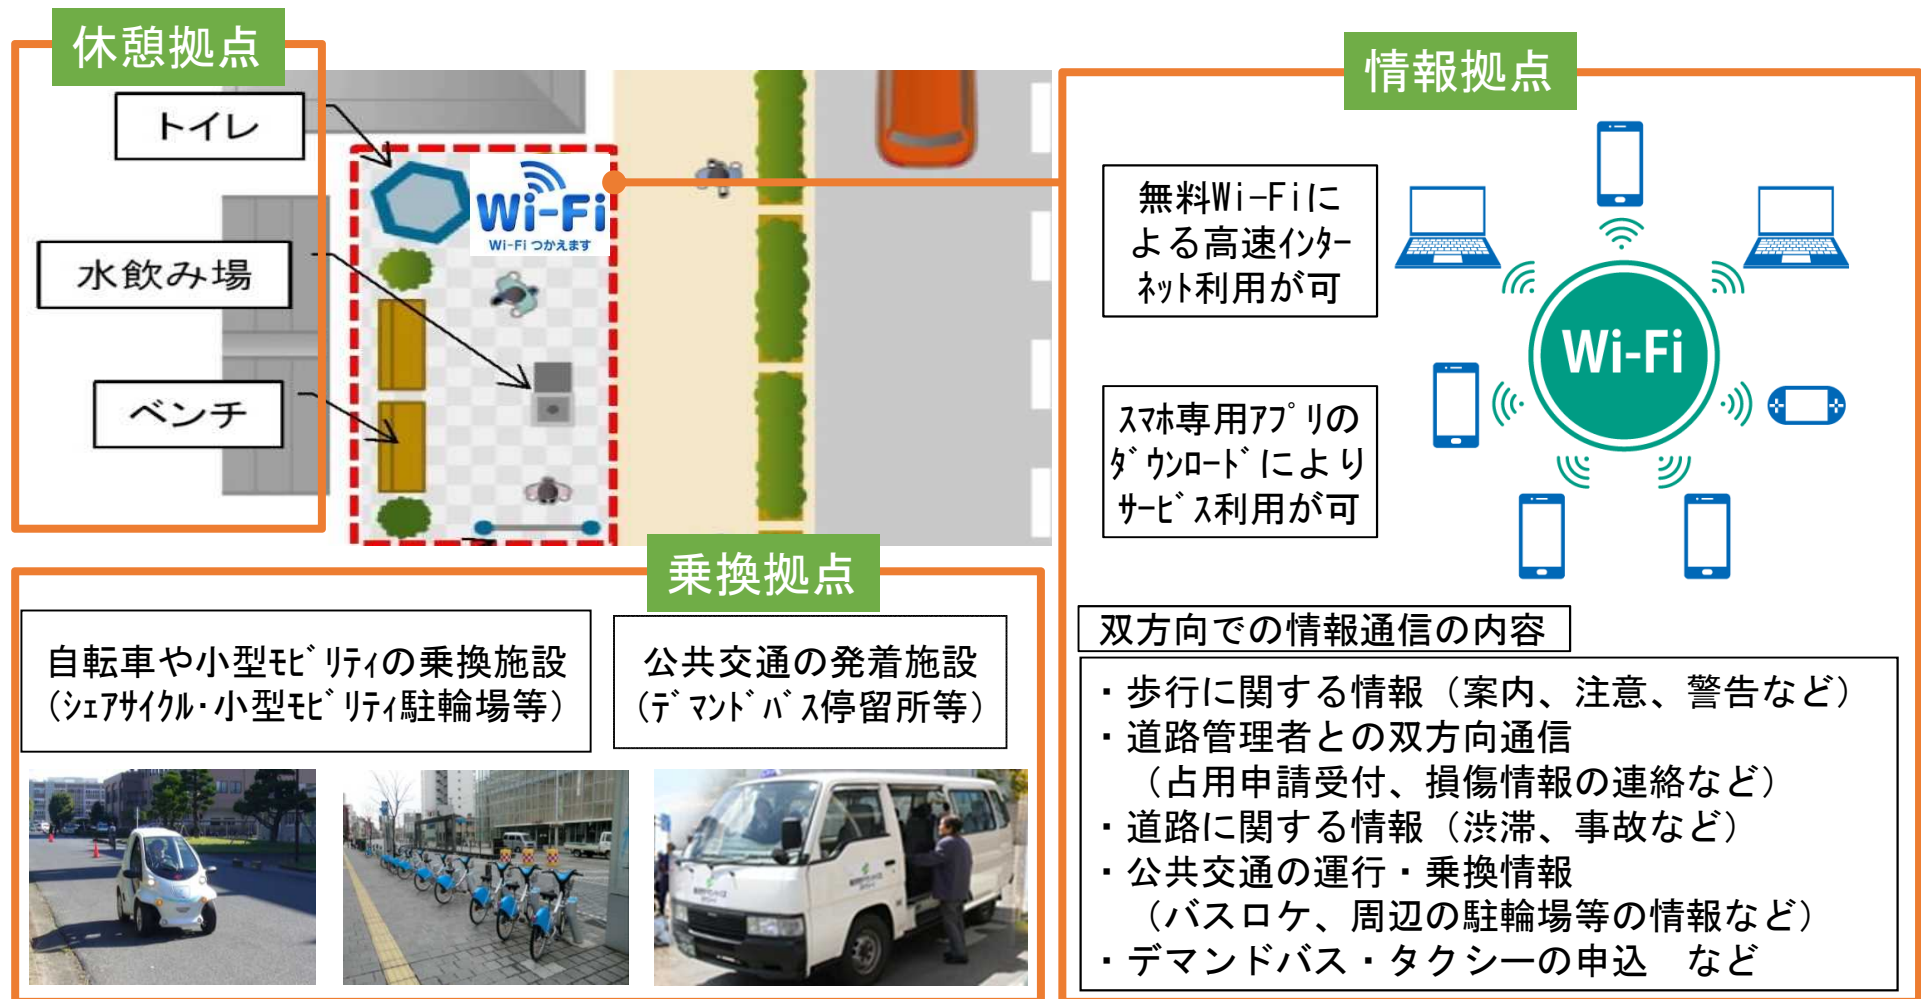 休憩拠点
トイレ
水飲み場
ベンチ
Wi-Fi
Wi-Fi つかえます
情報拠点
無料Wi-Fiに
よる高速ｲﾝﾀｰ
ﾈｯﾄ利用が可
ｽﾏﾎ専用ｱﾌﾟﾘの
ﾀﾞｳﾝﾛｰﾄﾞにより
ｻｰﾋﾞｽ利用が可
Wi-Fi
乗換拠点
自転車や小型ﾓﾋﾞﾘﾃｨの乗換施設
（ｼｪｱｻｲｸﾙ･小型ﾓﾋﾞﾘﾃｨ駐輪場等）
公共交通の発着施設
（ﾃﾞﾏﾝﾄﾞﾊﾞｽ停留所等）
双方向での情報通信の内容
・歩行に関する情報（案内、注意、警告など）
・道路管理者との双方向通信
（占用申請受付、損傷情報の連絡など）
・道路に関する情報（渋滞、事故など）
・公共交通の運行・乗換情報
（バスロケ、周辺の駐輪場等の情報など）
・デマンドバス・タクシーの申込　など